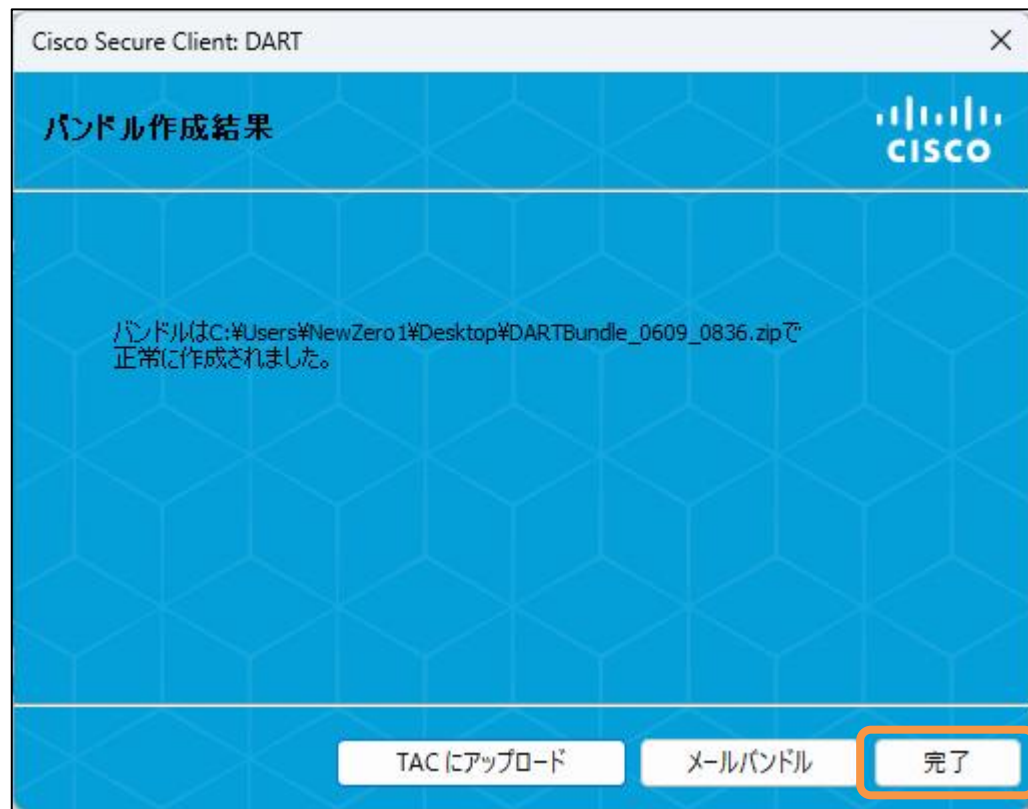 Cisco Secure Client: DART
バンドル作成結果
CISCO
バンドルはC:¥Users¥NewZero1¥Desktop¥DARTBundle_0609_0836.zipで
正常に作成されました。
TAC にアップロード
メールバンドル
完了